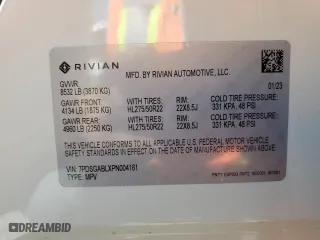 RIVIAN
MFD. BY RIVIAN AUTOMOTIVE, LLC.
01/23
GVWR:
8532 LB (3870 KG)
GAWR FRONT WITH TIRES: RIM: COLD TIRE PRESSURE:
4134 LB (1875 KG) HL275/50R22 22X8.5J 331 KPA, 48 PSI
GAWR REAR WITH TIRES: RIM: COLD TIRE PRESSURE:
4960 LB (2250 KG) HL275/50R22 22X8.5J 331 KPA, 48 PSI
THIS VEHICLE CONFORMS TO ALL APPLICABLE U.S. FEDERAL MOTOR
VEHICLE SAFETY STANDARDS IN EFFECT ON THE DATE OF
MANUFACTURE SHOWN ABOVE.
VIN: 7PDSGABLXPN004161
TYPE: MPV
© 2024 AUTOBIDMASTER